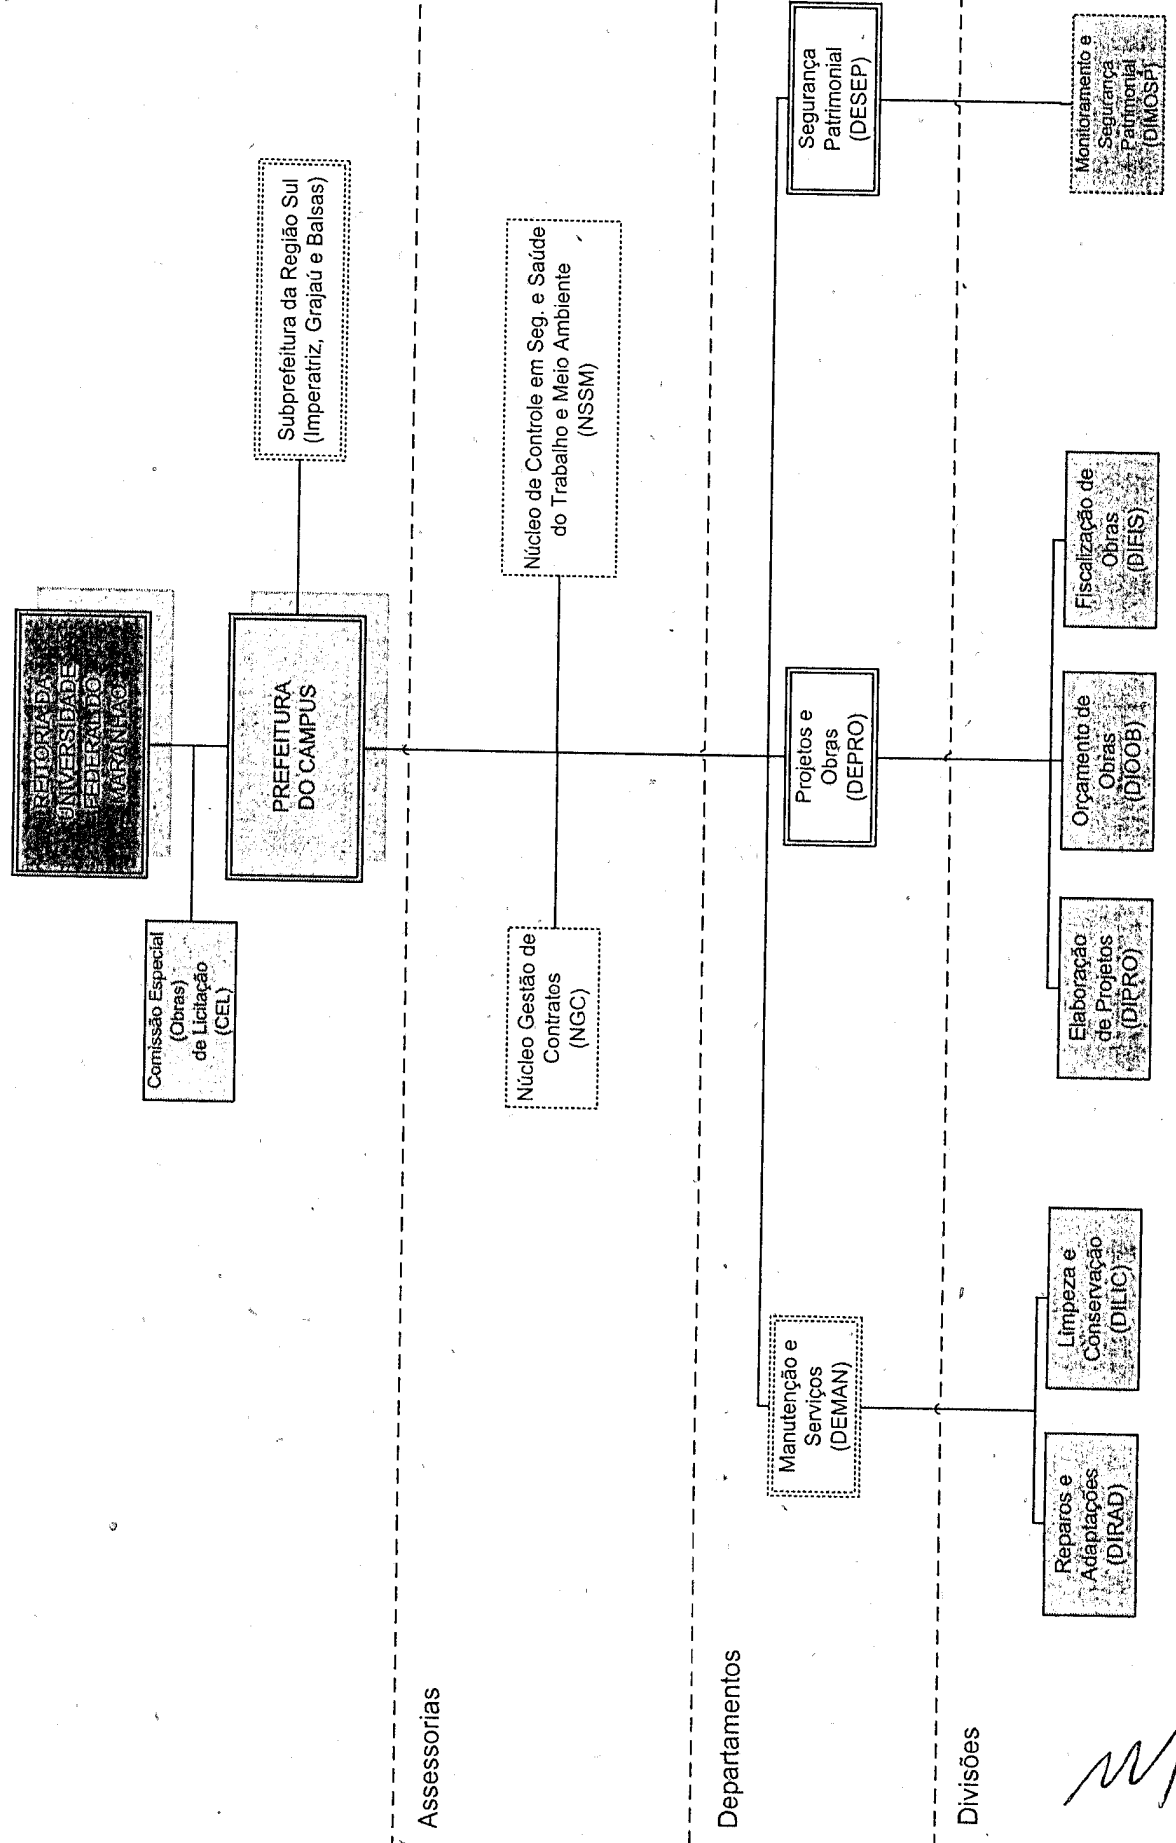 REITORIA DA
UNIVERSIDADE
FEDERAL DO
MARANHÃO
Comissão Especial
(Obras)
de Licitação
(CEL)
PREFEITURA
DO CAMPUS
Subprefeitura da Região Sul
(Imperatriz, Grajaú e Balsas)
Assessorias
Núcleo Gestão de
Contratos
(NGC)
Núcleo de Controle em Seg. e Saúde
do Trabalho e Meio Ambiente
(NSSM)
Departamentos
Manutenção e
Serviços
(DEMAN)
Projetos e
Obras
(DEPRO)
Segurança
Patrimonial
(DESEP)
Divisões
Reparos e
Adaptações
(DIRAD)
Limpeza e
Conservação
(DILIC)
Elaboração
de Projetos
(DIPRO)
Orçamento de
Obras
(DIOOB)
Fiscalização de
Obras
(DIFIS)
Monitoramento e
Segurança
Patrimonial
(DIMOSP)